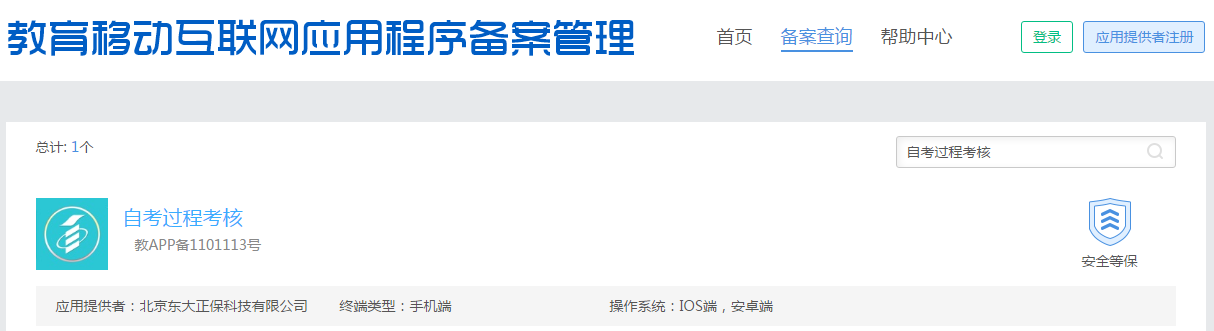 教育移动互联网应用程序备案管理 首页 备案查询 帮助中心 登录 应用提供者注册
总计: 1个 自考过程考核
自考过程考核
教APP备1101113号
安全等保
应用提供者：北京东大正保科技有限公司 终端类型：手机端 操作系统：IOS端，安卓端